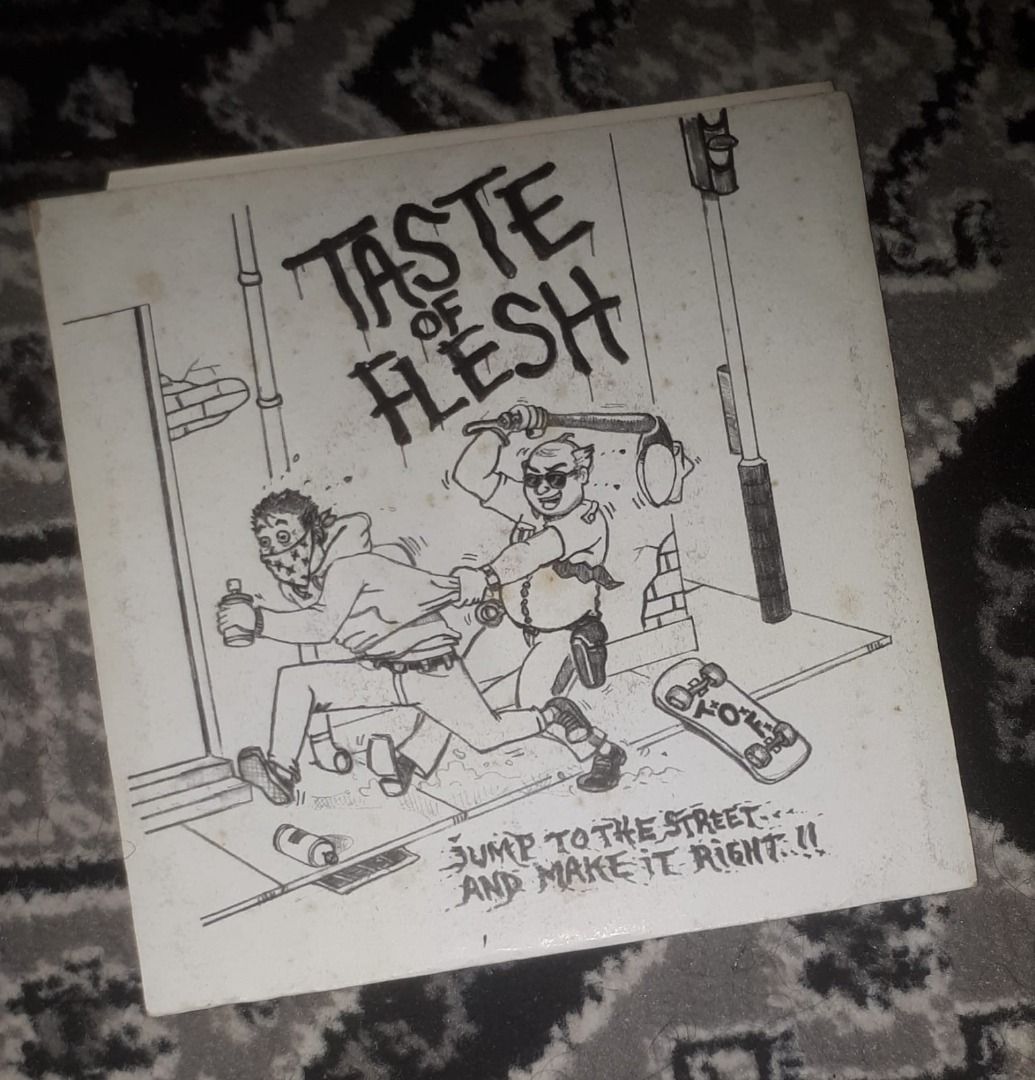 TASTE
OF
FLESH
T.O.F.
JUMP TO THE STREET...
AND MAKE IT RIGHT...!!